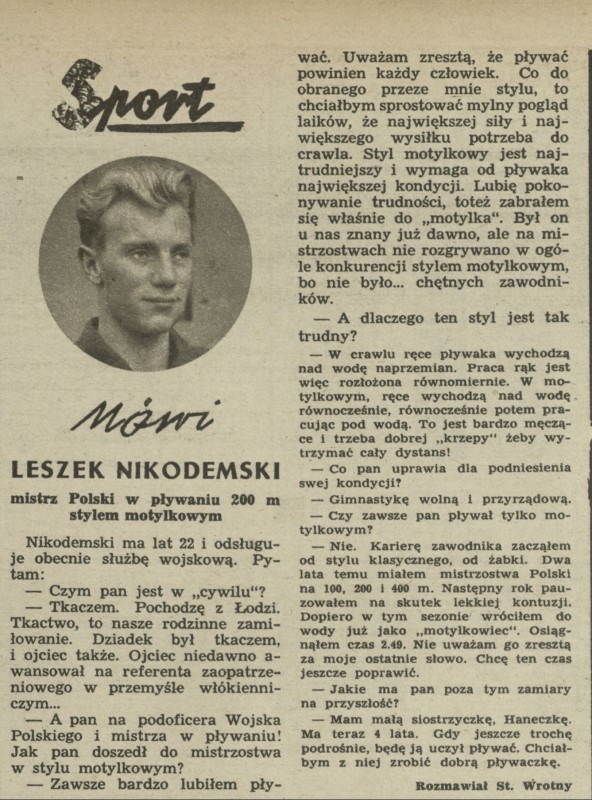 Sport
Mówi
LESZEK NIKODEMSKI
mistrz Polski w pływaniu 200 m
stylem motylkowym
Nikodemski ma lat 22 i odsługu-
je obecnie służbę wojskową. Py-
tam:
— Czym pan jest w „cywilu"?
— Tkaczem. Pochodzę z Łodzi.
Tkactwo, to nasze rodzinne zami-
łowanie. Dziadek był tkaczem,
i ojciec także. Ojciec niedawno a-
wansował na referenta zaopatrze-
niowego w przemyśle włókienni-
czym...
— A pan na podoficera Wojska
Polskiego i mistrza w pływaniu!
Jak pan doszedł do mistrzostwa
w stylu motylkowym?
— Zawsze bardzo lubiłem pły-
wać. Uważam zresztą, że pływać
powinien każdy człowiek. Co do
obranego przeze mnie stylu, to
chciałbym sprostować mylny pogląd
laików, że największej siły i naj-
większego wysiłku potrzeba do
crawla. Styl motylkowy jest naj-
trudniejszy i wymaga od pływaka
największej kondycji. Lubię poko-
nywanie trudności, toteż zabrałem
się właśnie do „motylka". Był on
u nas znany już dawno, ale na mi-
strzostwach nie rozgrywano w ogó-
le konkurencji stylem motylkowym,
bo nie było... chętnych zawodni-
ków.
— A dlaczego ten styl jest tak
trudny?
— W crawlu ręce pływaka wychodzą
nad wodę naprzemian. Praca rąk jest
więc rozłożona równomiernie. W mo-
tylkowym, ręce wychodzą nad wodę
równocześnie, równocześnie potem pra-
cując pod wodą. To jest bardzo męczą-
ce i trzeba dobrej „krzepy" żeby wy-
trzymać cały dystans!
— Co pan uprawia dla podniesienia
swej kondycji?
— Gimnastykę wolną i przyrządową.
— Czy zawsze pan pływał tylko mo-
tylkowym?
— Nie. Karierę zawodnika zacząłem
od stylu klasycznego, od żabki. Dwa
lata temu miałem mistrzostwa Polski
na 100, 200 i 400 m. Następny rok pau-
zowałem na skutek lekkiej kontuzji.
Dopiero w tym sezonie wróciłem do
wody już jako „motylkowiec". Osiąg-
nąłem czas 2.49. Nie uważam go zresztą
za moje ostatnie słowo. Chcę ten czas
jeszcze poprawić.
— Jakie ma pan poza tym zamiary
na przyszłość?
— Mam małą siostrzyczkę, Haneczkę.
Ma teraz 4 lata. Gdy jeszcze trochę
podrośnie, będę ją uczył pływać. Chciał-
bym z niej zrobić dobrą pływaczkę.
Rozmawiał St. Wrotny